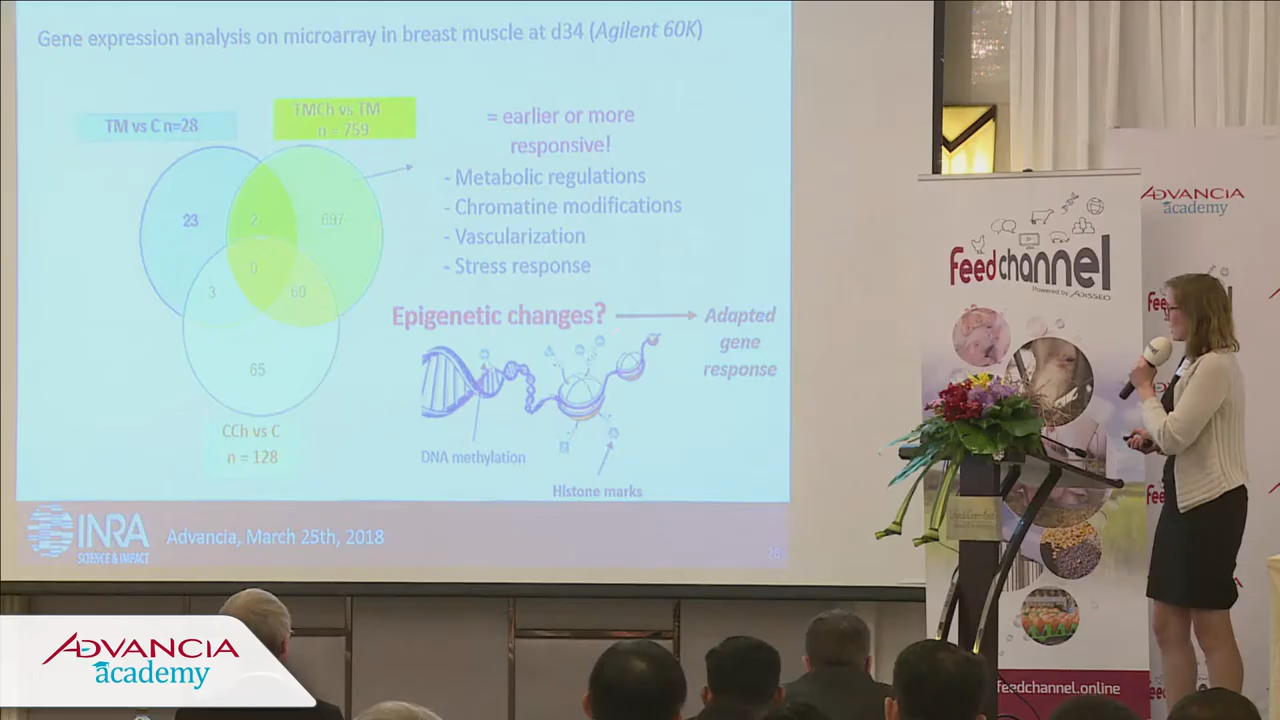 Gene expression analysis on microarray in breast muscle at d34 (Agilent 60K)
TM vs C n=28
TMCh vs TM
n = 759
= earlier or more
responsive!
- Metabolic regulations
- Chromatine modifications
- Vascularization
- Stress response
23
2
697
0
3
60
65
CCh vs C
n = 128
Epigenetic changes?
Adapted
gene
response
DNA methylation
Histone marks
INRA
SCIENCE & IMPACT
Advancia, March 25th, 2018
ADVANCIA
academy
feedchannel
Powered by ADISSEO
feedchannel.online
ADVANCIA
academy